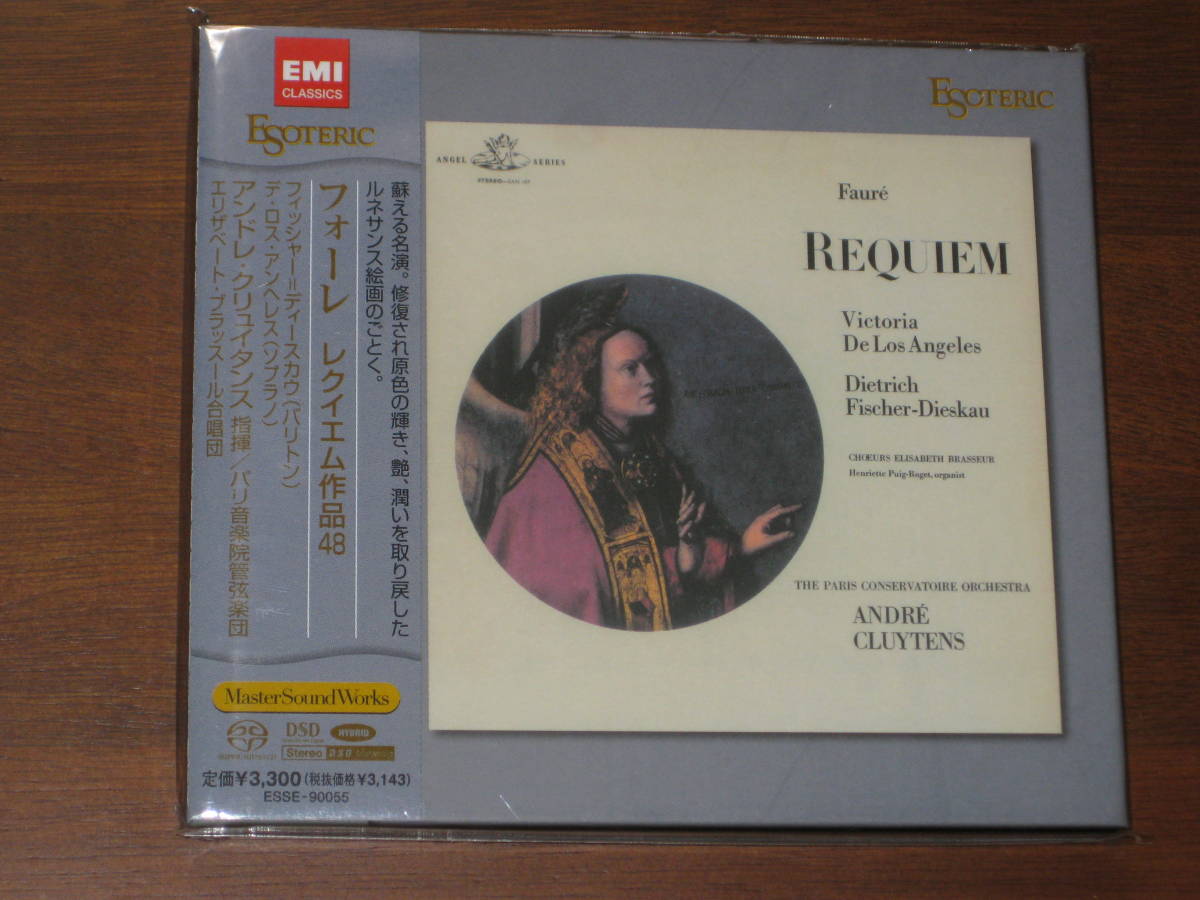 EMI
CLASSICS
ESOTERIC
蘇える名演。修復され原色の輝き、艶、潤いを取り戻した
ルネサンス絵画のごとく。
フォーレ レクイエム作品48
フィッシャー=ディースカウ(バリトン)
デ・ロス・アンヘレス(ソプラノ)
アンドレ・クリュイタンス 指揮/パリ音楽院管弦楽団
エリザベート・ブラッスール合唱団
MasterSoundWorks
DSD
HYBRID
Stereo DSD
定価¥3,300(税抜価格¥3,143)
ESSE-90055
ESOTERIC
ANGEL SERIES
Fauré
REQUIEM
Victoria
De Los Angeles
Dietrich
Fischer-Dieskau
CHŒURS ELISABETH BRASSEUR
Henriette Puig-Roget, organist
THE PARIS CONSERVATOIRE ORCHESTRA
ANDRÉ
CLUYTENS